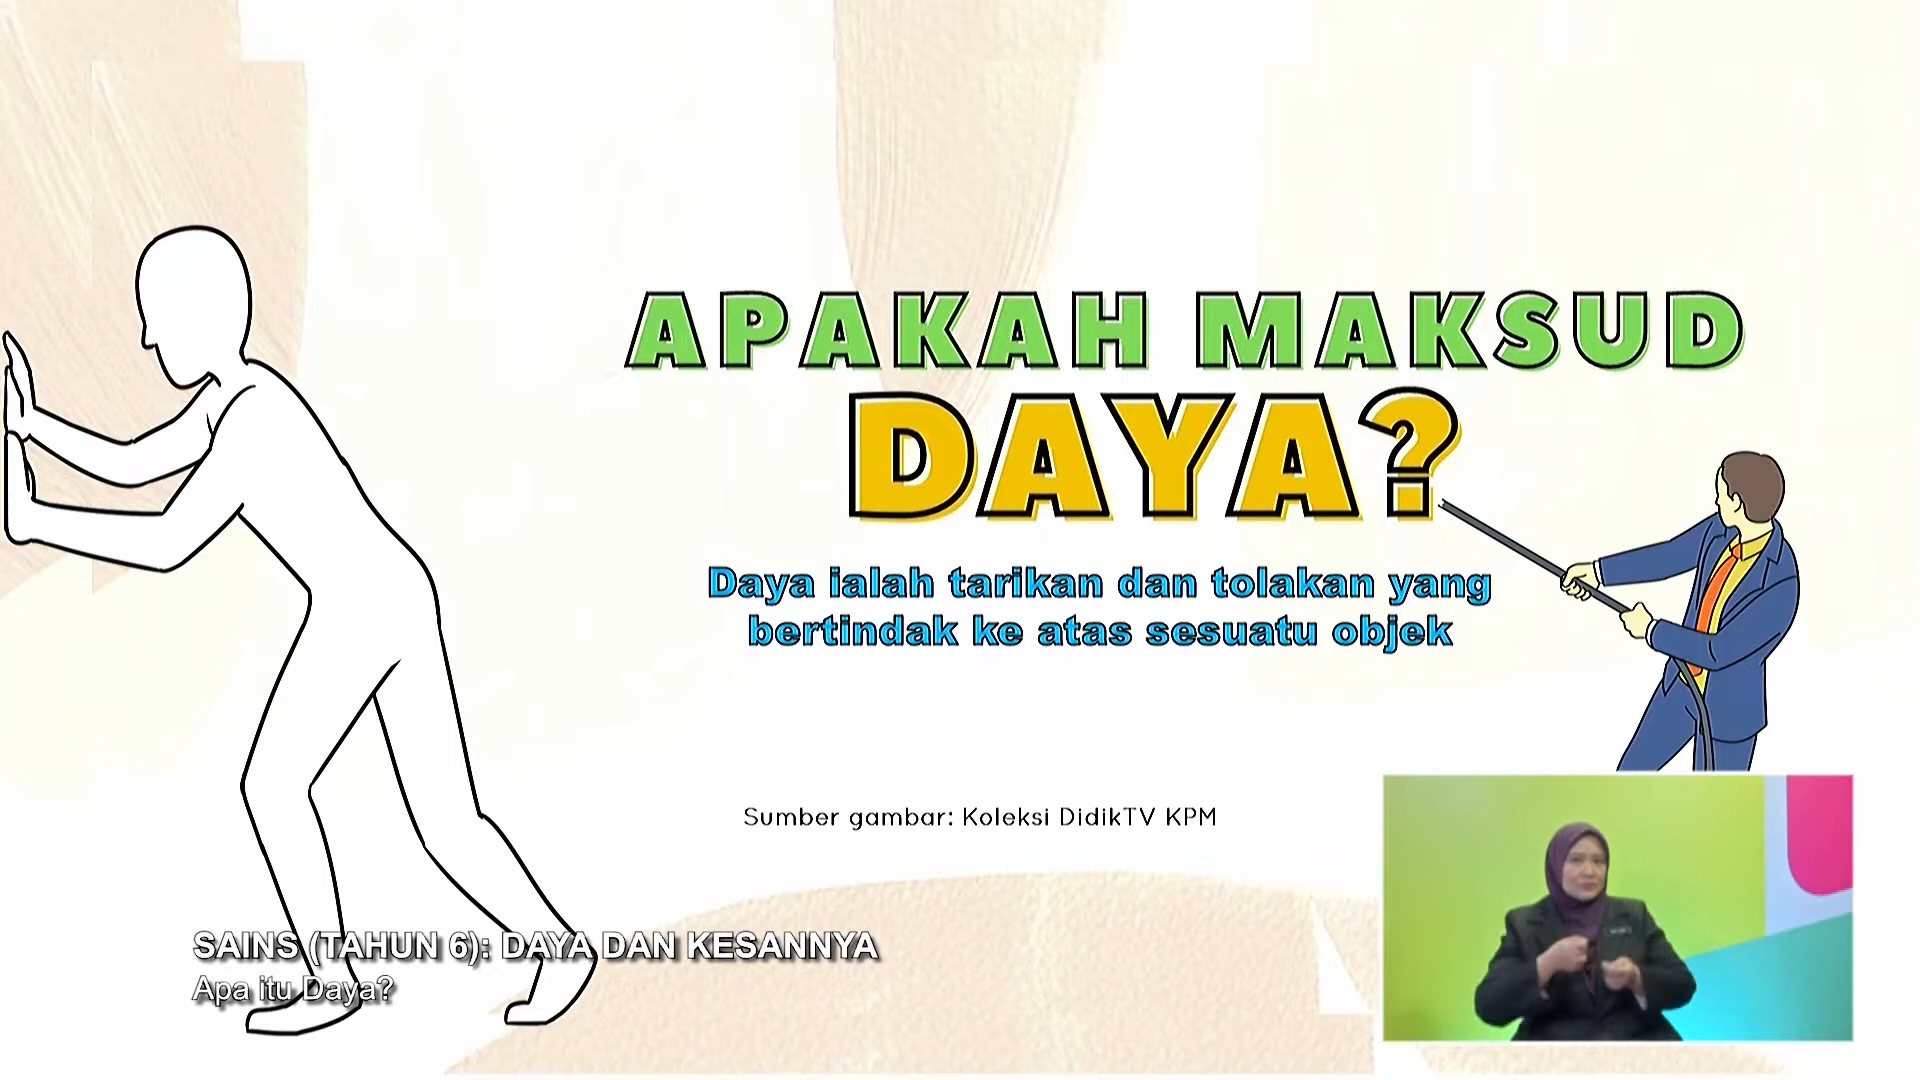 APAKAH MAKSUD
DAYA?
Daya ialah tarikan dan tolakan yang
bertindak ke atas sesuatu objek
Sumber gambar: Koleksi DidikTV KPM
SAINS (TAHUN 6): DAYA DAN KESANNYA
Apa itu Daya?